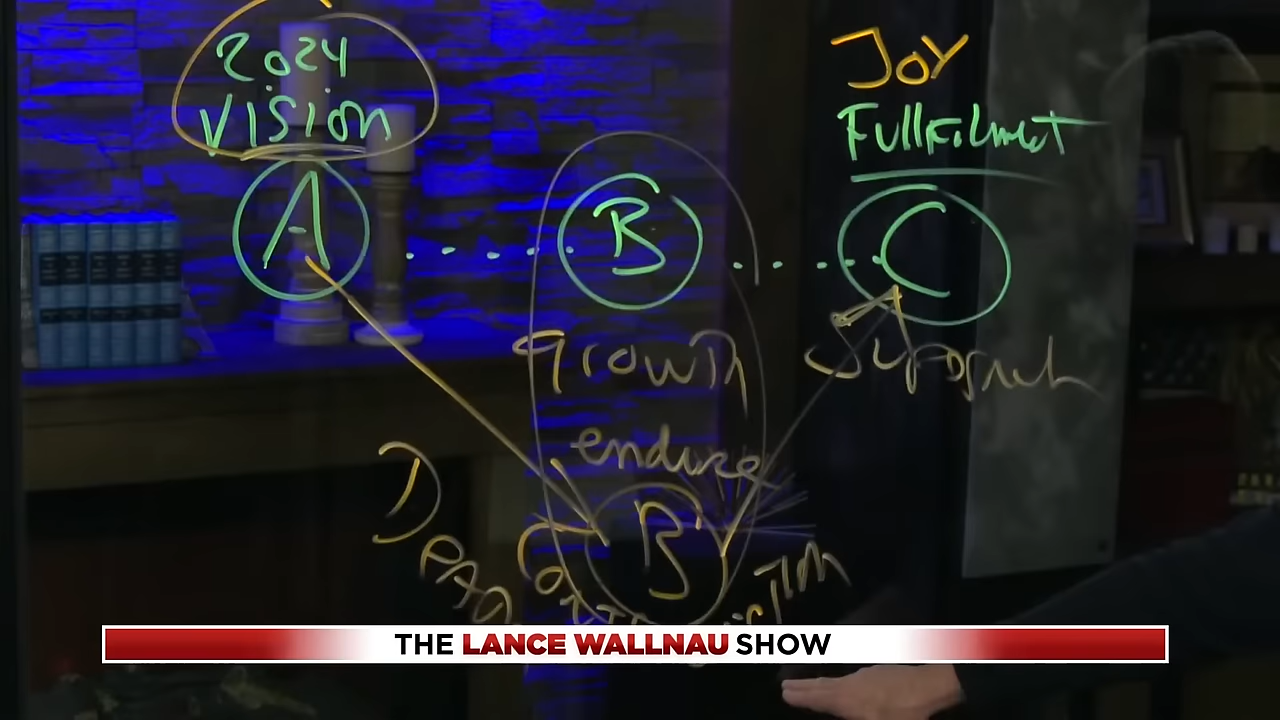 2024
VISION
JOY
FullFilmet
A
B
C
Growth
endure
B
THE LANCE WALLNAU SHOW